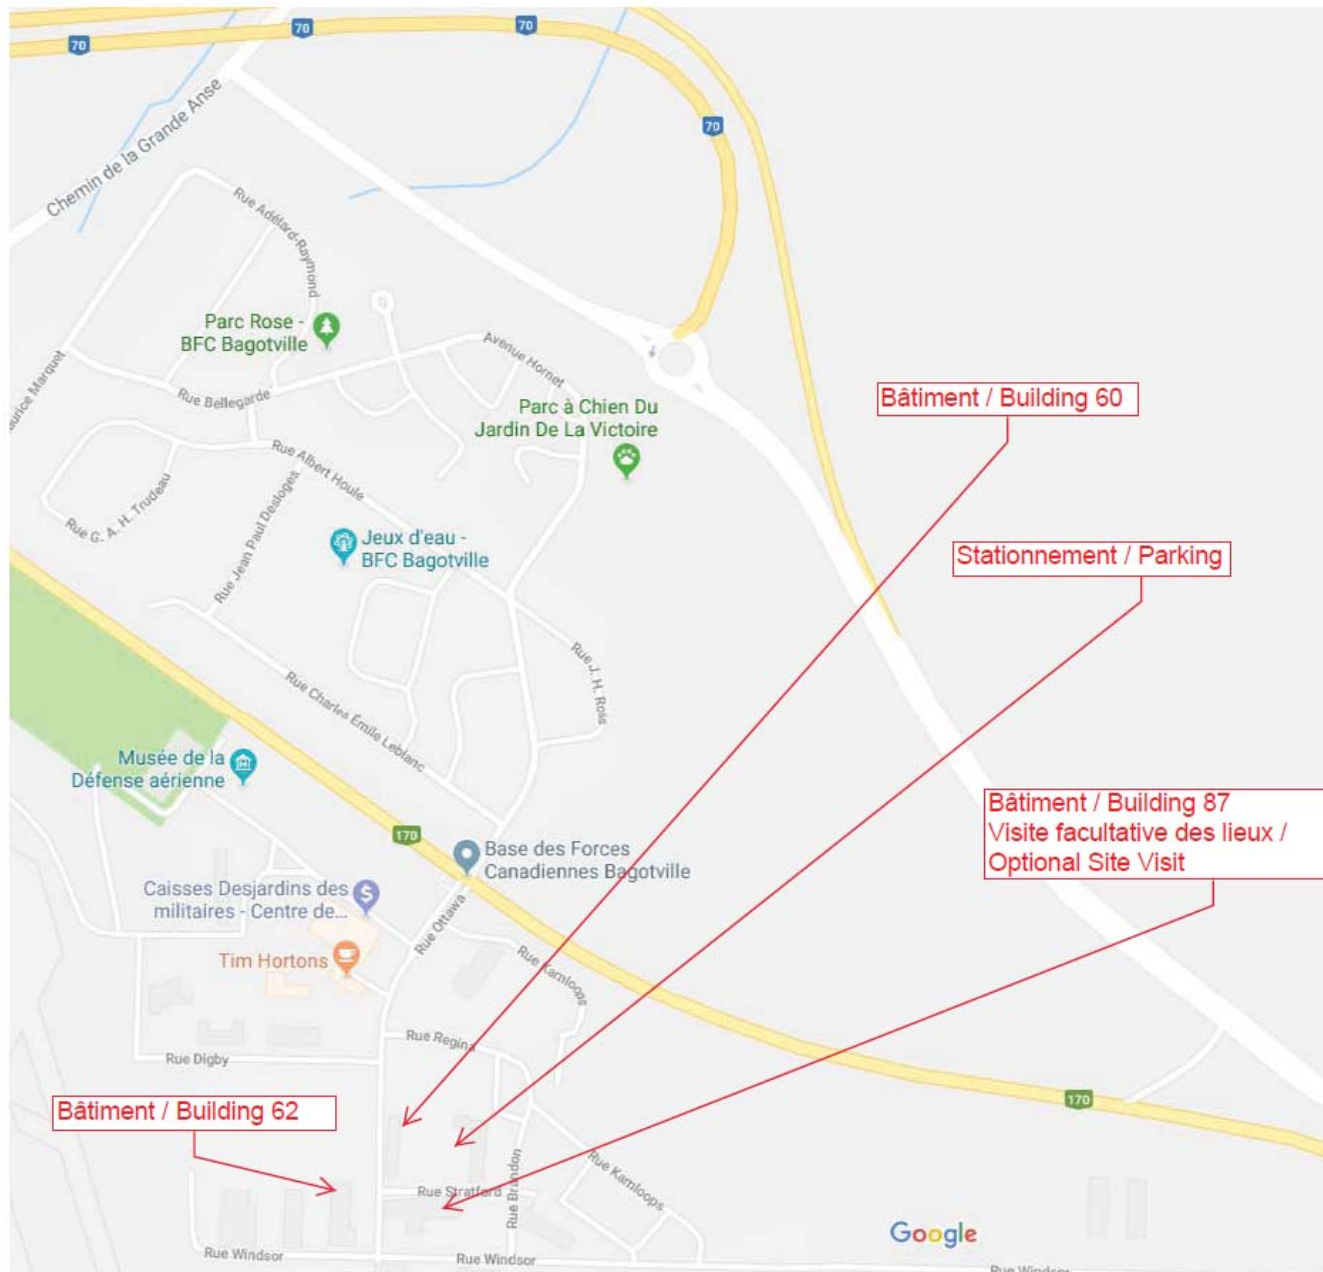 70
70
70
70
Chemin de la Grande Anse
Rue Adélard-Raymond
Parc Rose -
BFC Bagotville
Avenue Hornet
aurice Marquet
Rue Bellegarde
Parc à Chien Du
Jardin De La Victoire
Bâtiment / Building 60
Rue Albert Houle
Rue G. A. H. Trudeau
Rue Jean Paul Desloges
Jeux d'eau -
BFC Bagotville
Stationnement / Parking
Rue J. H. Ross
Rue Charles Émile Leblanc
Musée de la
Défense aérienne
Bâtiment / Building 87
Visite facultative des lieux /
Optional Site Visit
170
Base des Forces
Canadiennes Bagotville
Caisses Desjardins des
militaires - Centre de...
Rue Ottawa
Tim Hortons
Rue Kamloops
Rue Regina
Rue Digby
170
Bâtiment / Building 62
Rue Stratford
Rue Brandon
Rue Kamloops
Google
Rue Windsor
Rue Windsor
Rue Windsor